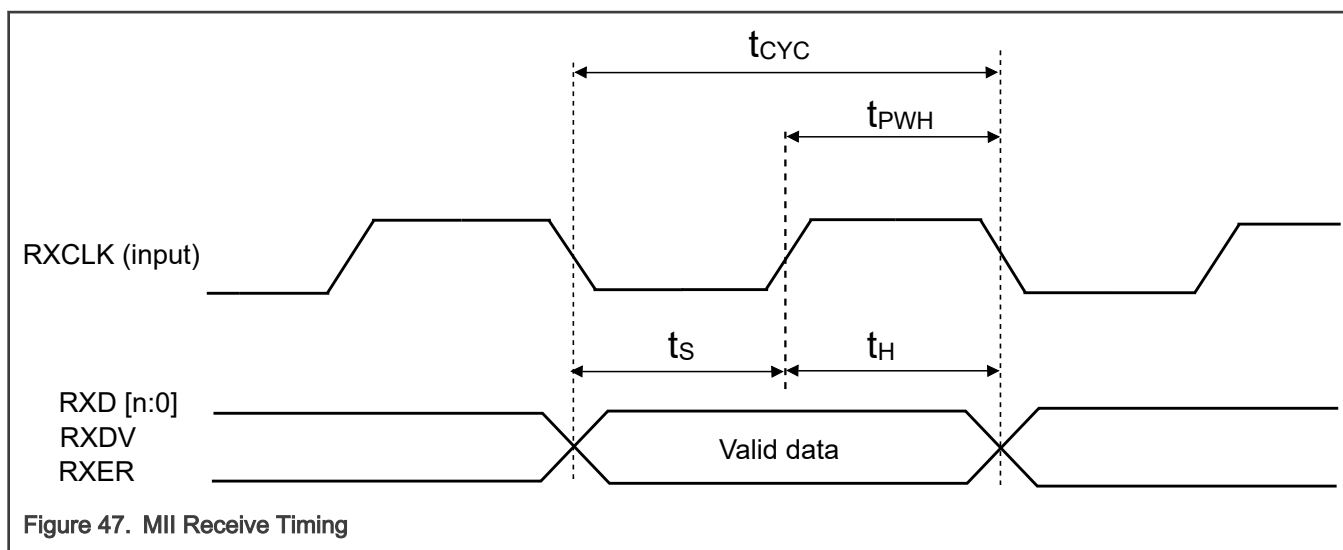 tCYC
tPWH
RXCLK (input)
tS
tH
RXD [n:0]
RXDV
RXER
Valid data
Figure 47. MII Receive Timing